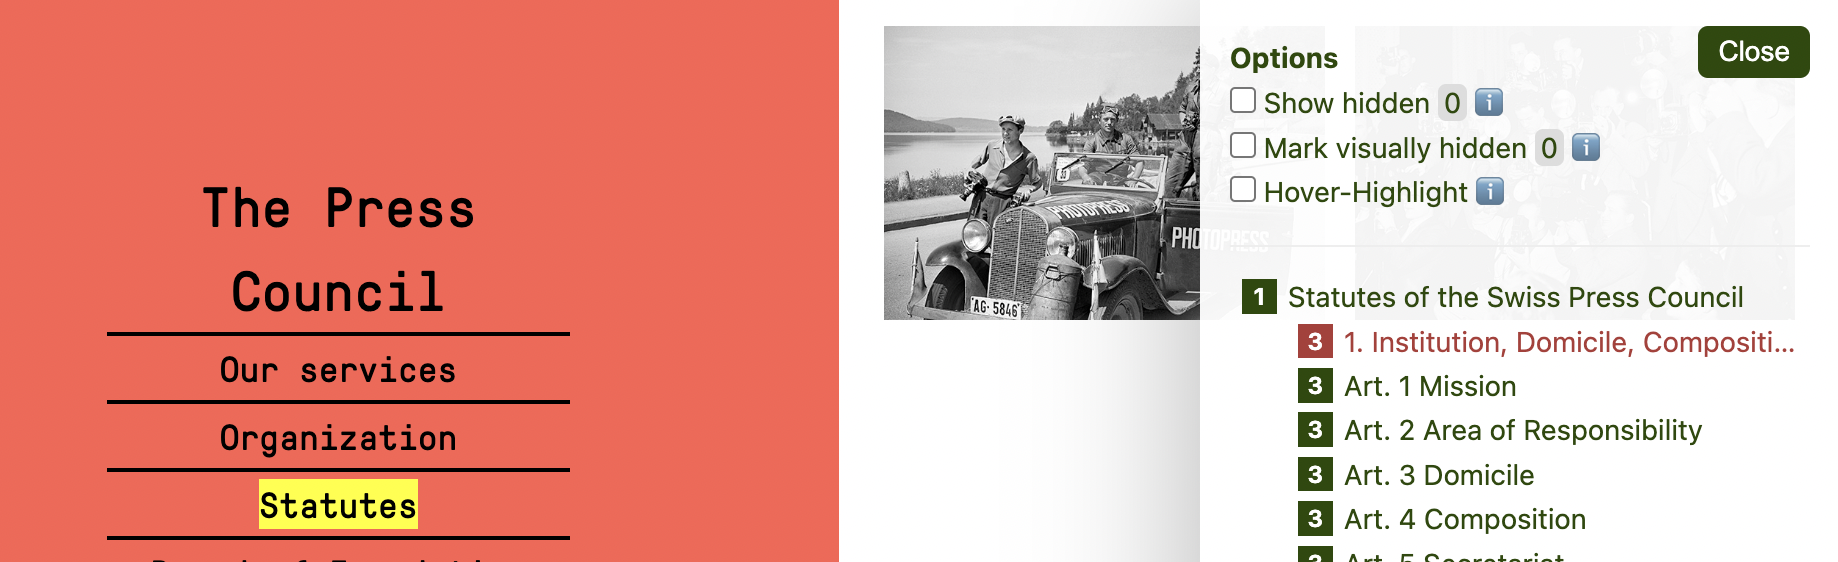 The Press
Council
Our services
Organization
Statutes
PHOTOPRESS
PHOTOPRESS
AG·5846
Options
Close
Show hidden 0 i
Mark visually hidden 0 i
Hover-Highlight i
1 Statutes of the Swiss Press Council
3 1. Institution, Domicile, Compositi...
3 Art. 1 Mission
3 Art. 2 Area of Responsibility
3 Art. 3 Domicile
3 Art. 4 Composition
3 Art. 5 Secretariat